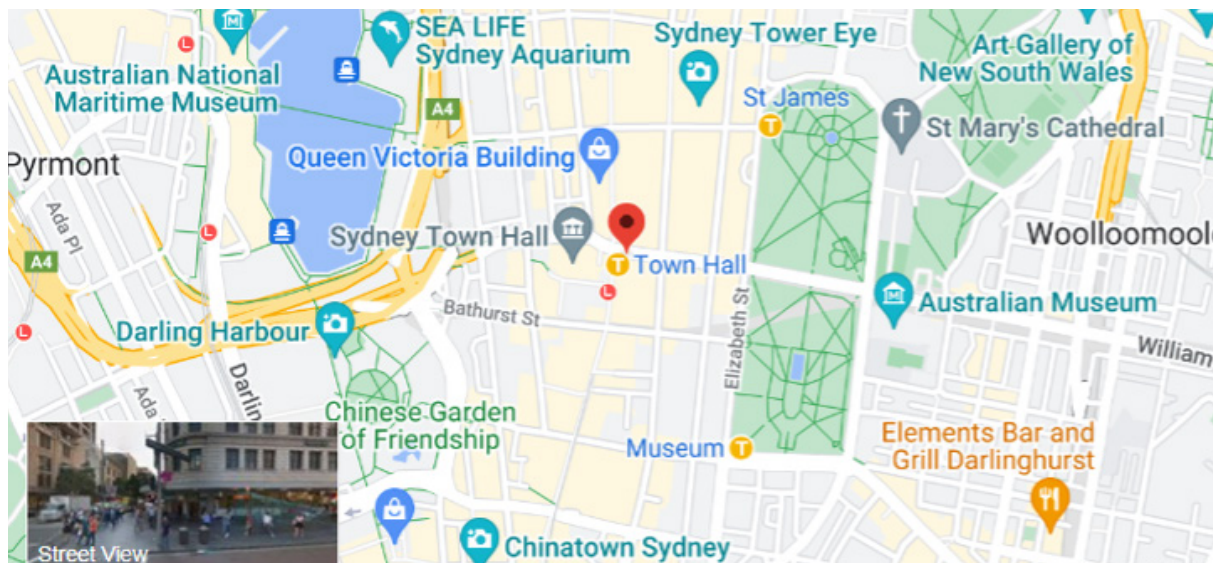 SEA LIFE
Sydney Aquarium
Sydney Tower Eye
Art Gallery of
New South Wales
Australian National
Maritime Museum
A4
St James
St Mary's Cathedral
Queen Victoria Building
Pyrmont
Ada Pl
Sydney Town Hall
Woolloomool
A4
Town Hall
Australian Museum
Bathurst St
Darling Harbour
Elizabeth St
William
Darlin
Ada
Chinese Garden
of Friendship
Museum
Elements Bar and
Grill Darlinghurst
Chinatown Sydney
Street View